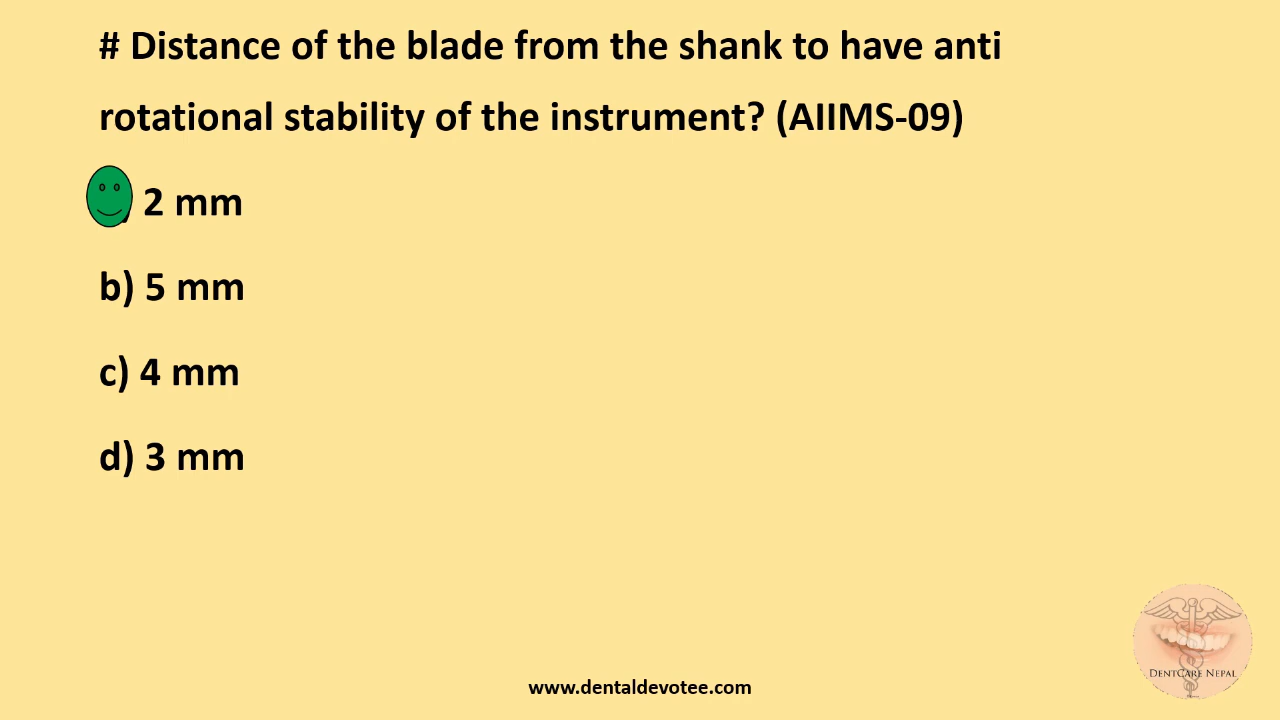 # Distance of the blade from the shank to have anti
rotational stability of the instrument? (AIIMS-09)
) 2 mm
b) 5 mm
c) 4 mm
d) 3 mm
DENTCARE NEPAL
www.dentaldevotee.com